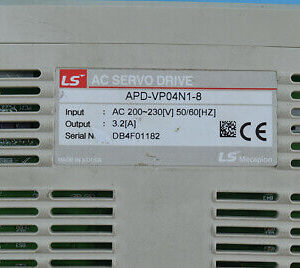 LS AC SERVO DRIVE
APD-VP04N1-8
Input : AC 200~230[V] 50/60[HZ]
Output : 3.2[A]
Serial N : DB4F01182
CE
MADE IN KOREA
LS Mecapion